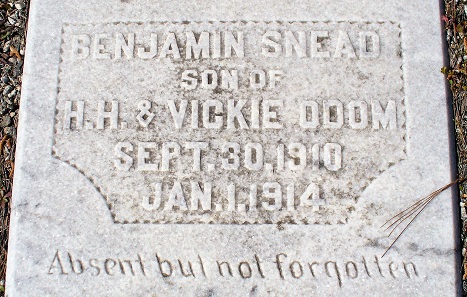 BENJAMIN SNEAD
SON OF
H.H. & VICKIE ODOM
SEPT. 30, 1910
JAN. 1, 1914
Absent but not forgotten